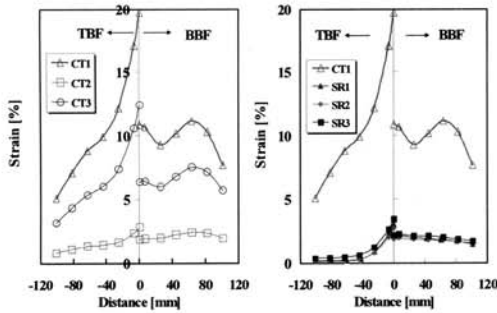 20
TBF
BBF
CT1
CT2
CT3
15
10
5
0
Strain [%]
-120 -80 -40 0 40 80 120
Distance [mm]
20
TBF
BBF
CT1
SR1
SR2
SR3
15
10
5
0
Strain [%]
-120 -80 -40 0 40 80 120
Distance [mm]